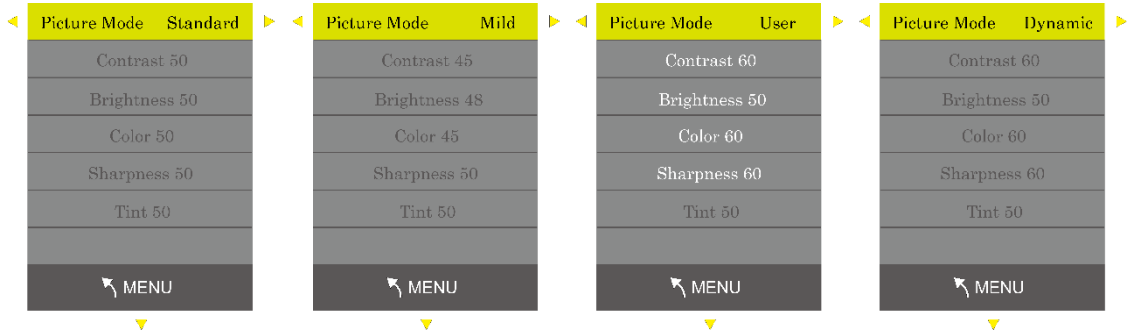 Picture Mode Standard
Contrast 50
Brightness 50
Color 50
Sharpness 50
Tint 50
MENU
Picture Mode Mild
Contrast 45
Brightness 48
Color 45
Sharpness 50
Tint 50
MENU
Picture Mode User
Contrast 60
Brightness 50
Color 60
Sharpness 60
Tint 50
MENU
Picture Mode Dynamic
Contrast 60
Brightness 50
Color 60
Sharpness 60
Tint 50
MENU